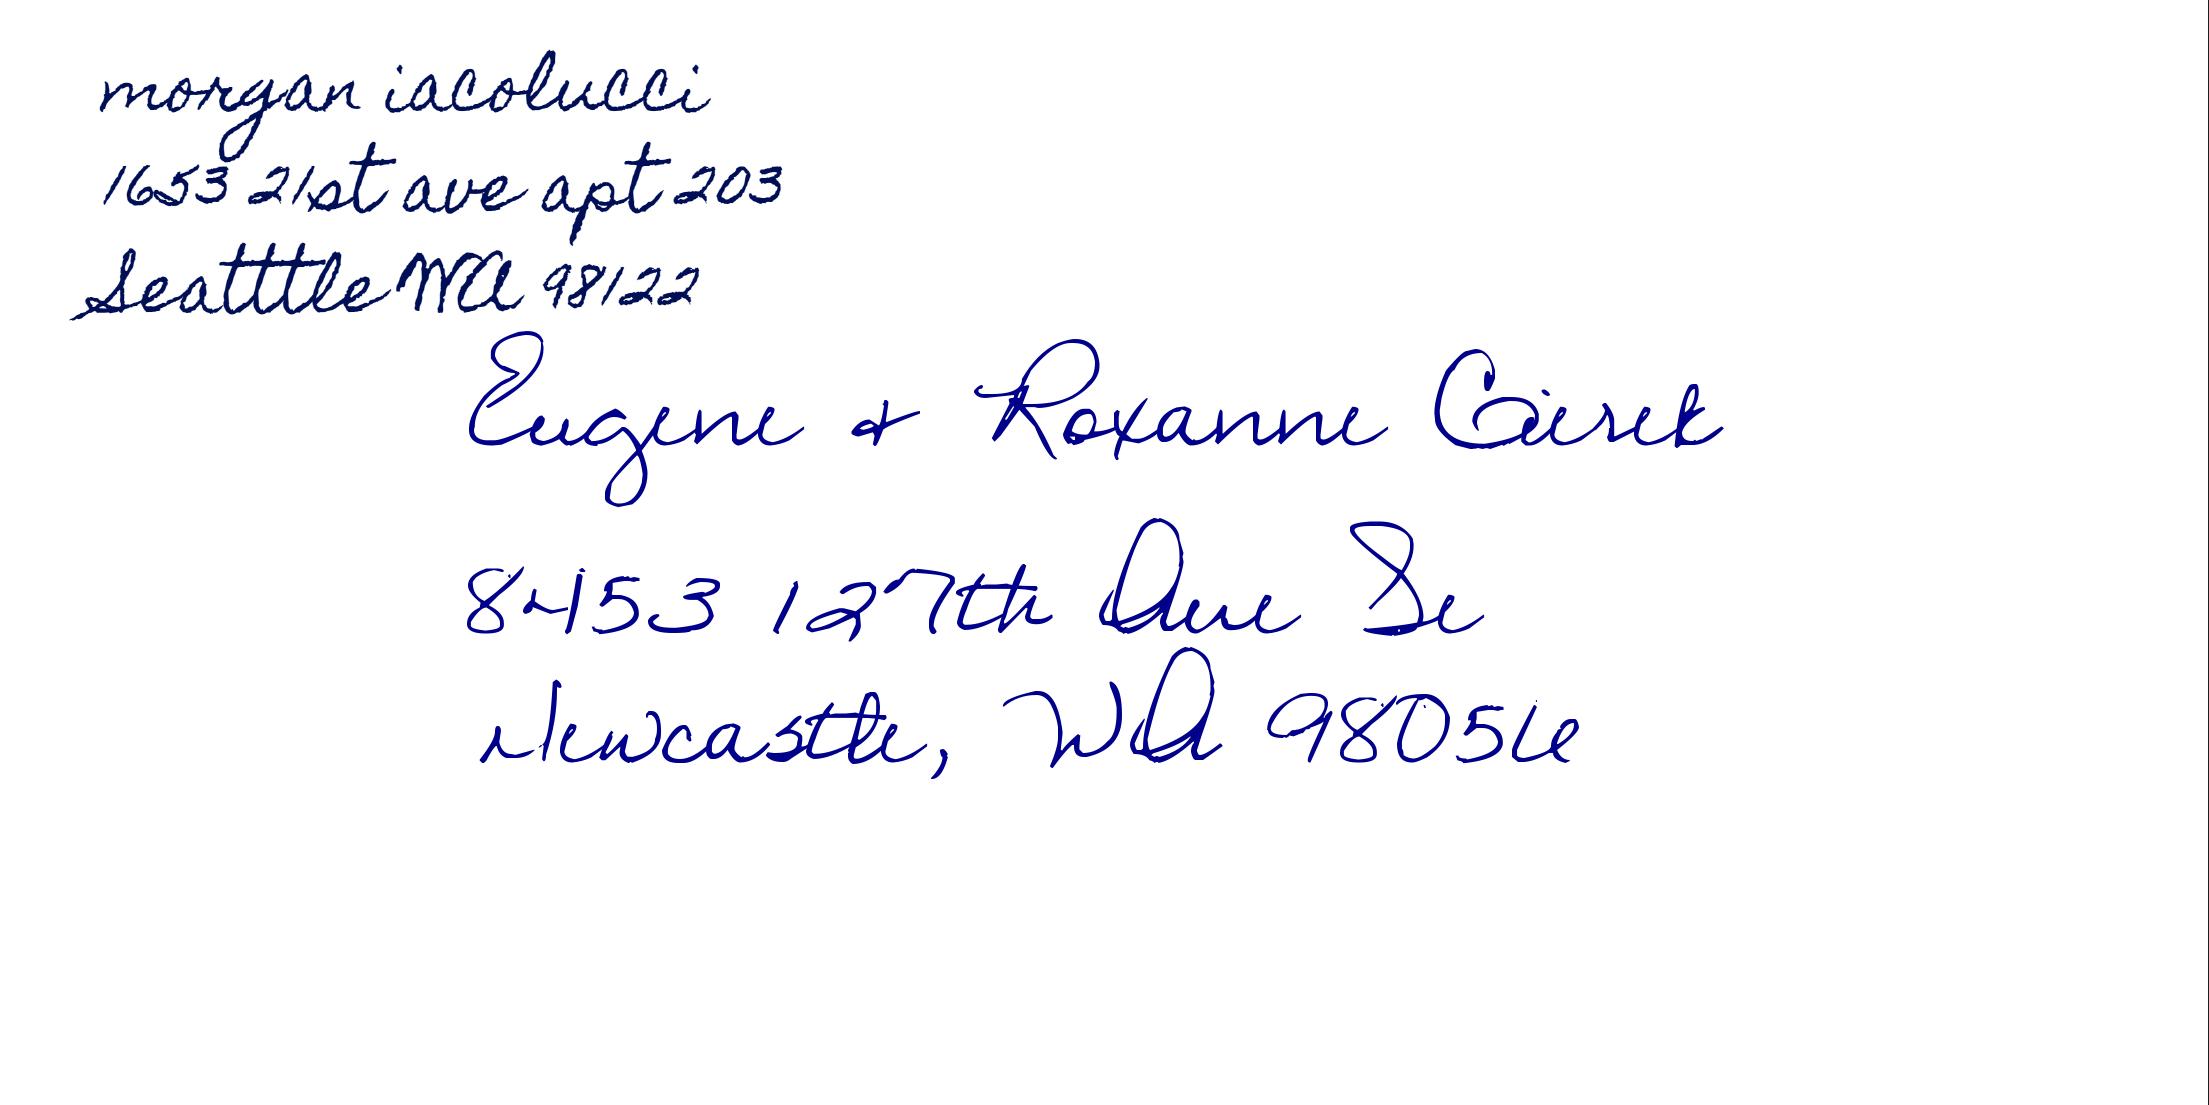 morgan iacolucci
1653 21st ave apt 203
Seatttle WA 98122
Eugene & Roxanne Gierek
8453 127th Ave Se
Newcastle, WA 98056